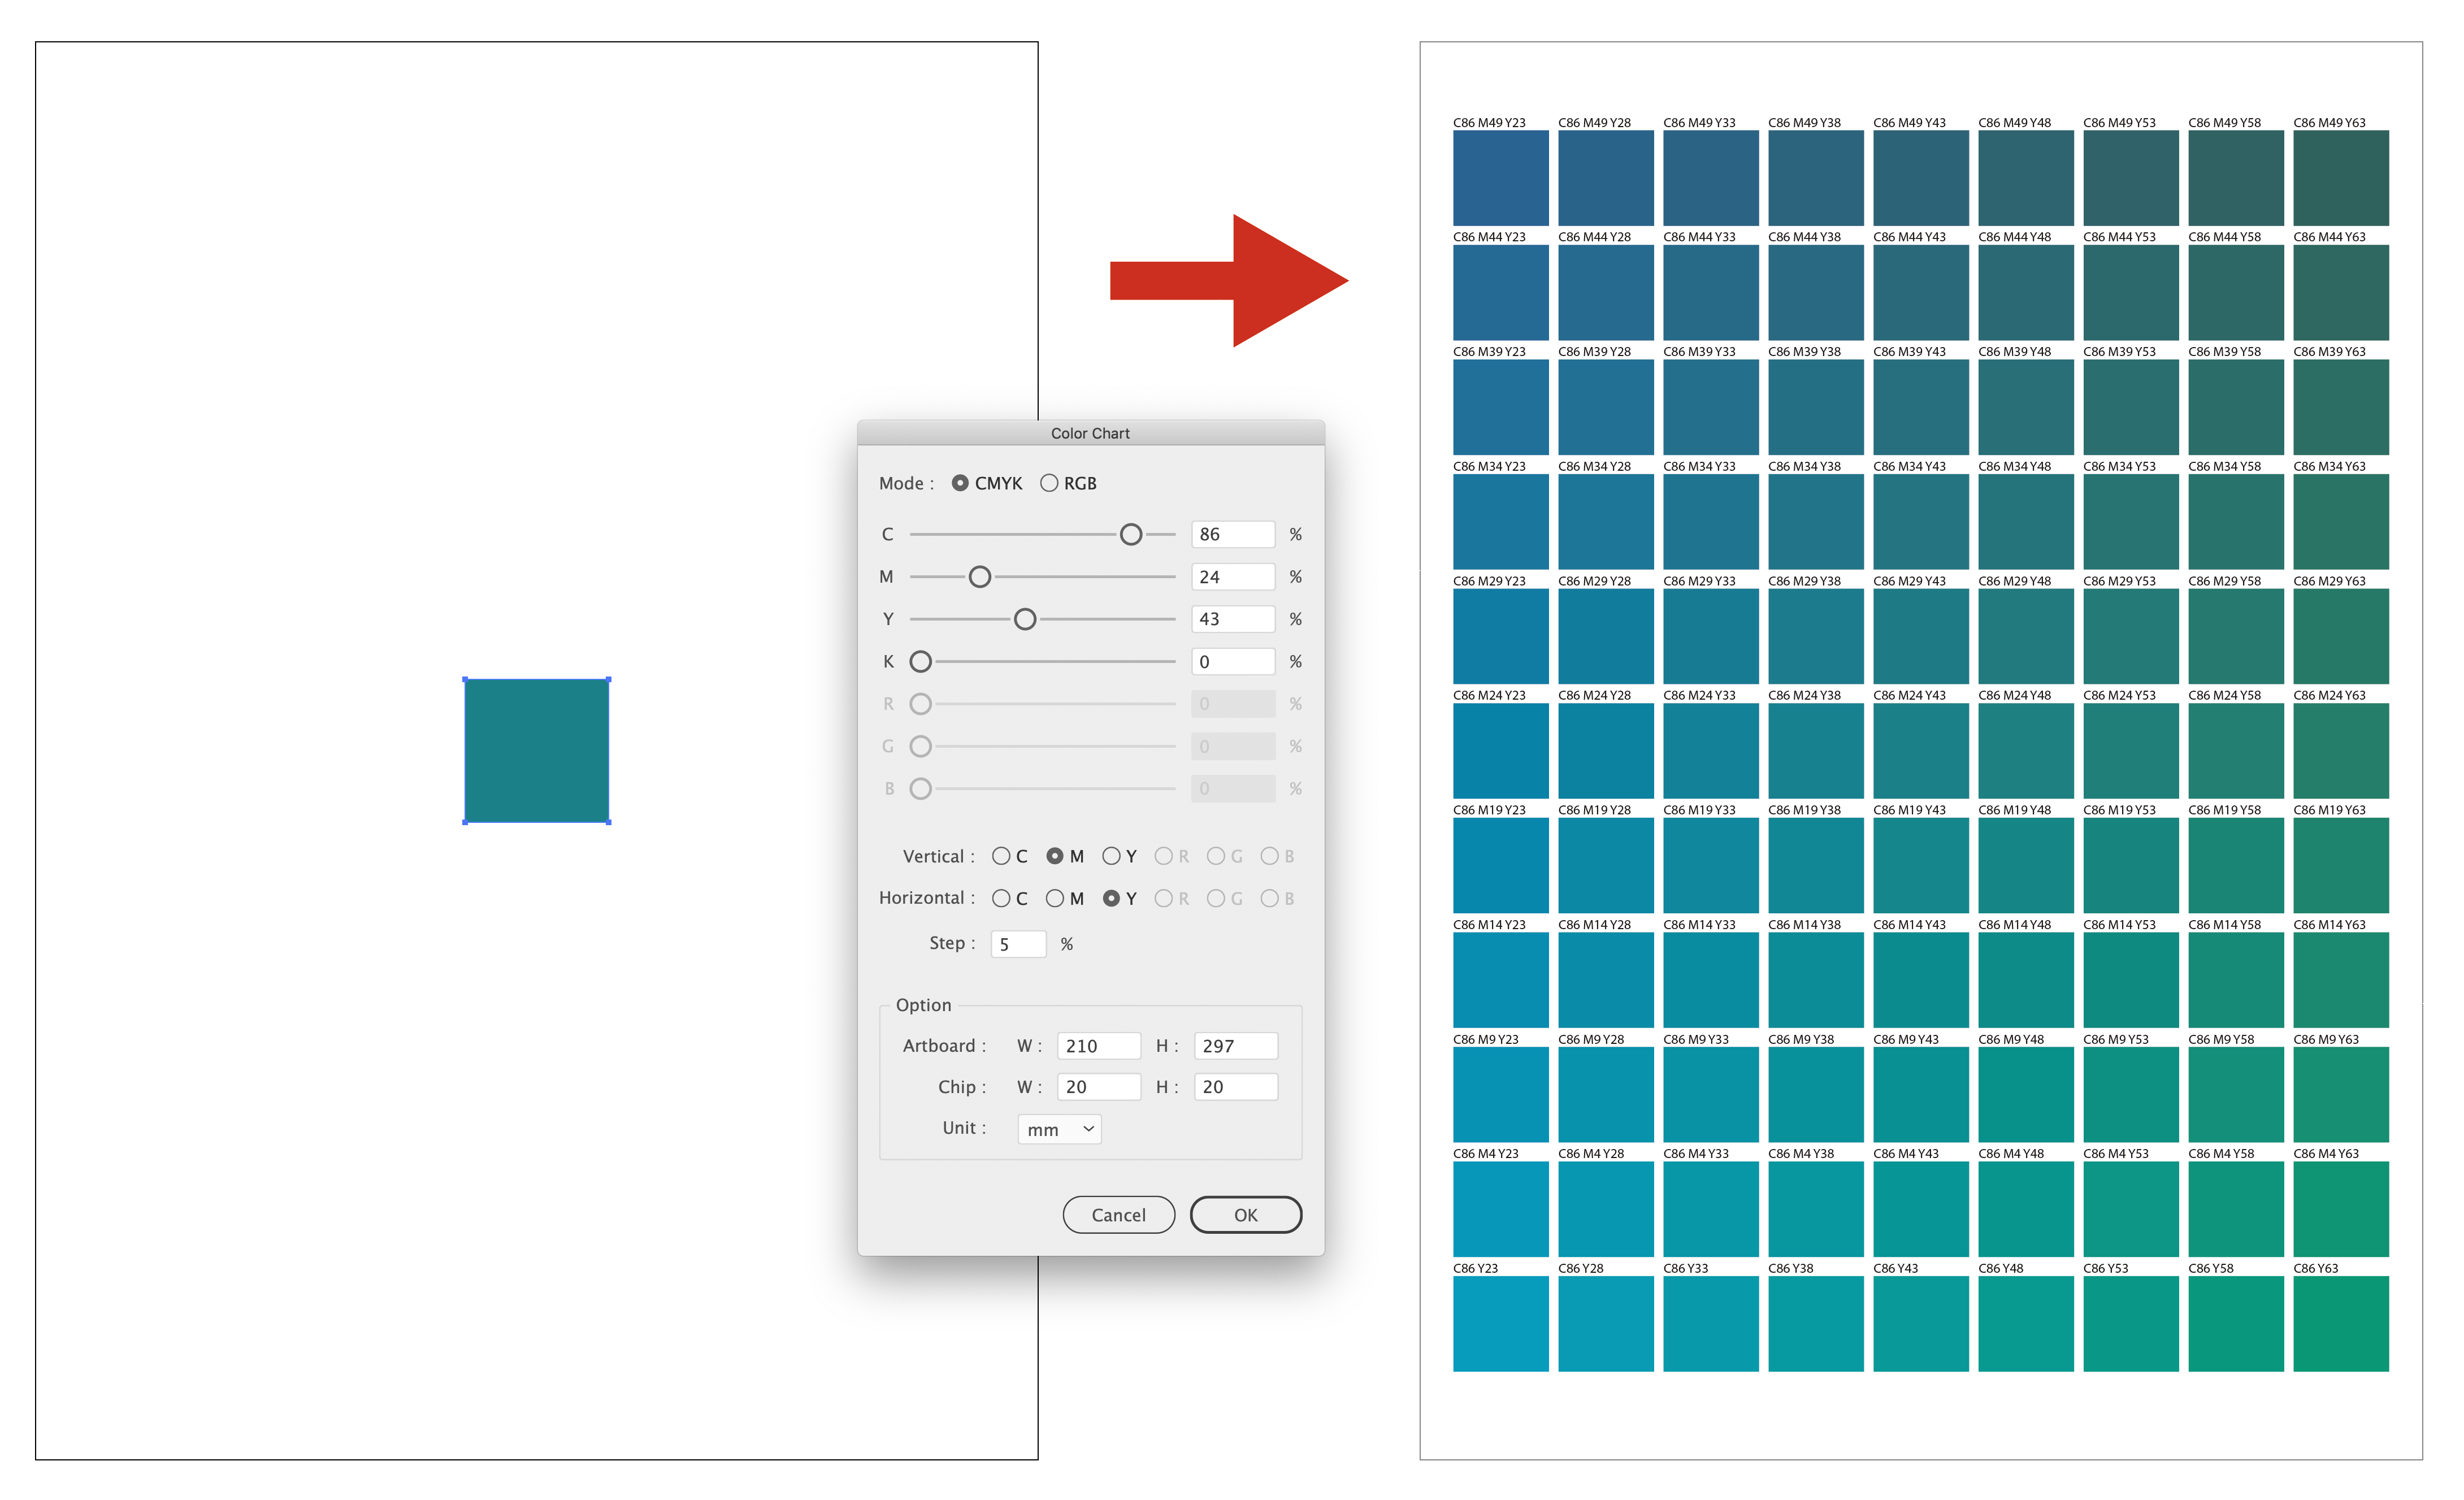 Color Chart
Mode : CMYK RGB
C 86 %
M 24 %
Y 43 %
K 0 %
R 0 %
G 0 %
B 0 %
Vertical : C M Y R G B
Horizontal : C M Y R G B
Step : 5 %
Option
Artboard : W : 210 H : 297
Chip : W : 20 H : 20
Unit : mm
Cancel OK
C86 M49 Y23 C86 M49 Y28 C86 M49 Y33 C86 M49 Y38 C86 M49 Y43 C86 M49 Y48 C86 M49 Y53 C86 M49 Y58 C86 M49 Y63
C86 M44 Y23 C86 M44 Y28 C86 M44 Y33 C86 M44 Y38 C86 M44 Y43 C86 M44 Y48 C86 M44 Y53 C86 M44 Y58 C86 M44 Y63
C86 M39 Y23 C86 M39 Y28 C86 M39 Y33 C86 M39 Y38 C86 M39 Y43 C86 M39 Y48 C86 M39 Y53 C86 M39 Y58 C86 M39 Y63
C86 M34 Y23 C86 M34 Y28 C86 M34 Y33 C86 M34 Y38 C86 M34 Y43 C86 M34 Y48 C86 M34 Y53 C86 M34 Y58 C86 M34 Y63
C86 M29 Y23 C86 M29 Y28 C86 M29 Y33 C86 M29 Y38 C86 M29 Y43 C86 M29 Y48 C86 M29 Y53 C86 M29 Y58 C86 M29 Y63
C86 M24 Y23 C86 M24 Y28 C86 M24 Y33 C86 M24 Y38 C86 M24 Y43 C86 M24 Y48 C86 M24 Y53 C86 M24 Y58 C86 M24 Y63
C86 M19 Y23 C86 M19 Y28 C86 M19 Y33 C86 M19 Y38 C86 M19 Y43 C86 M19 Y48 C86 M19 Y53 C86 M19 Y58 C86 M19 Y63
C86 M14 Y23 C86 M14 Y28 C86 M14 Y33 C86 M14 Y38 C86 M14 Y43 C86 M14 Y48 C86 M14 Y53 C86 M14 Y58 C86 M14 Y63
C86 M9 Y23 C86 M9 Y28 C86 M9 Y33 C86 M9 Y38 C86 M9 Y43 C86 M9 Y48 C86 M9 Y53 C86 M9 Y58 C86 M9 Y63
C86 M4 Y23 C86 M4 Y28 C86 M4 Y33 C86 M4 Y38 C86 M4 Y43 C86 M4 Y48 C86 M4 Y53 C86 M4 Y58 C86 M4 Y63
C86 Y23 C86 Y28 C86 Y33 C86 Y38 C86 Y43 C86 Y48 C86 Y53 C86 Y58 C86 Y63